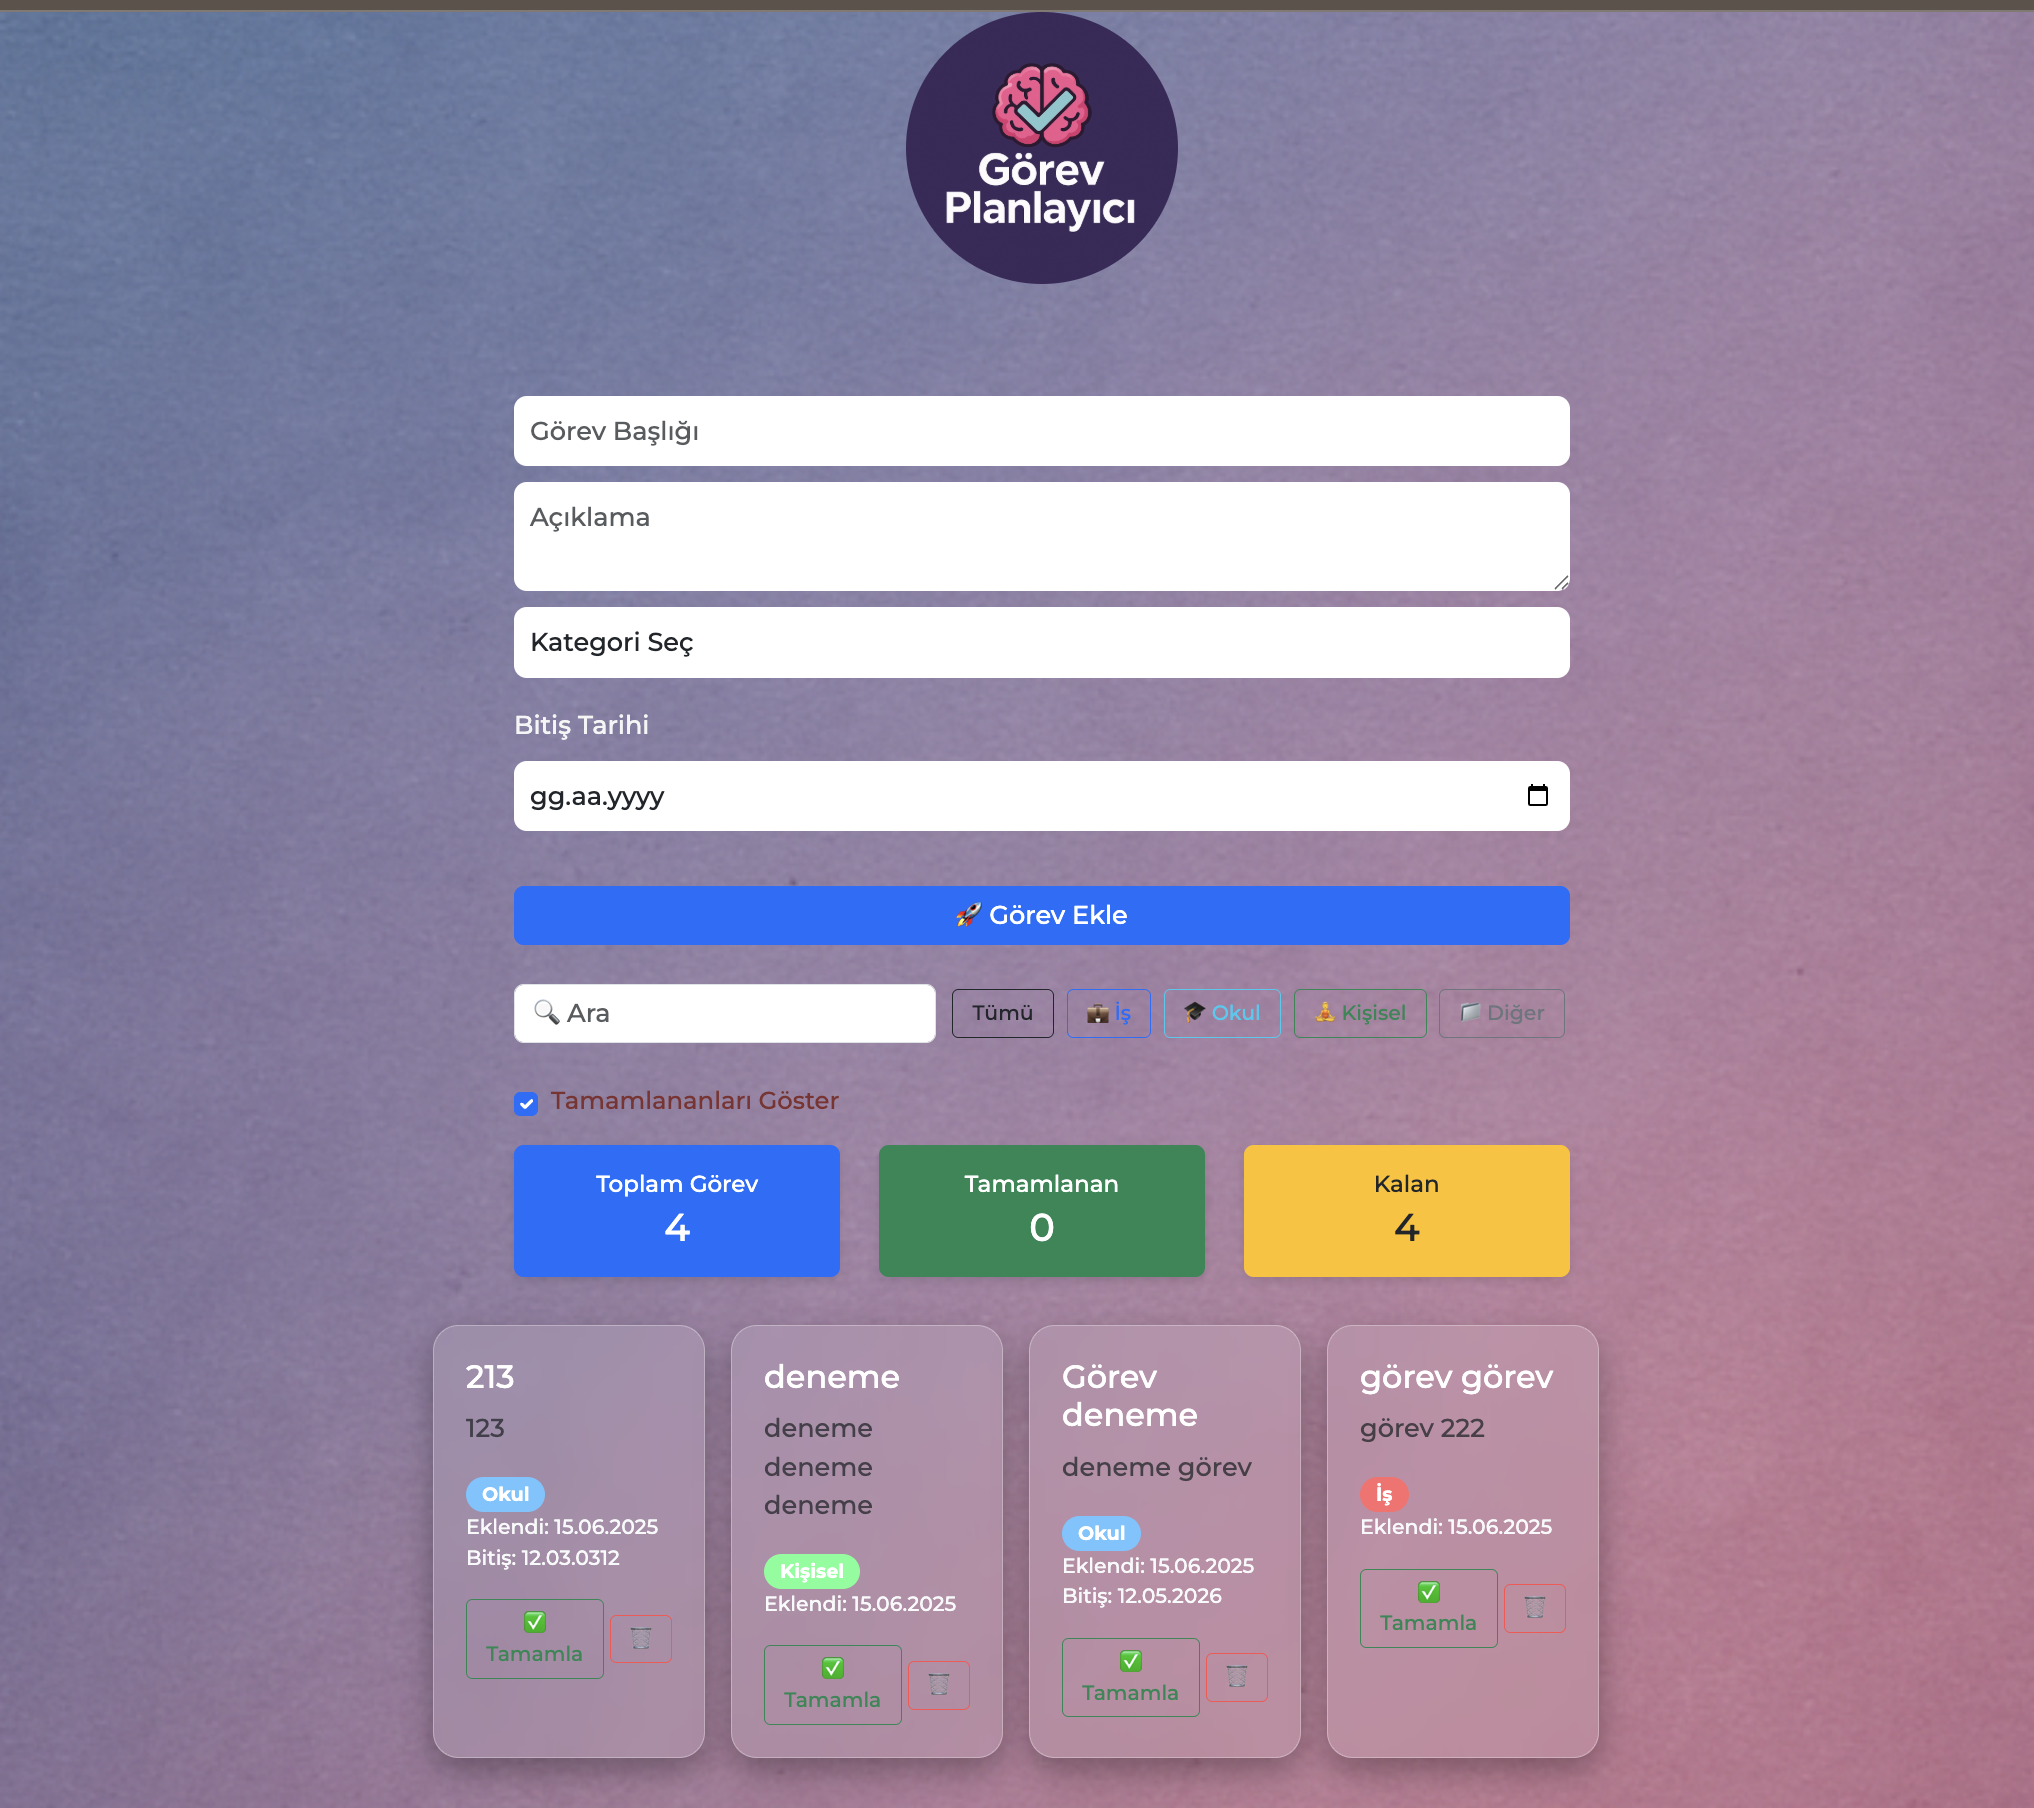 Görev
Planlayıcı
Görev Başlığı
Açıklama
Kategori Seç
Bitiş Tarihi
gg.aa.yyyy
🚀 Görev Ekle
🔍 Ara
Tümü
💼 İş
🎓 Okul
🧘 Kişisel
🗂️ Diğer
Tamamlananları Göster
Toplam Görev
4
Tamamlanan
0
Kalan
4
213
123
Okul
Eklendi: 15.06.2025
Bitiş: 12.03.0312
✅
Tamamla
🗑️
deneme
deneme
deneme
deneme
Kişisel
Eklendi: 15.06.2025
✅
Tamamla
🗑️
Görev
deneme
deneme görev
Okul
Eklendi: 15.06.2025
Bitiş: 12.05.2026
✅
Tamamla
🗑️
görev görev
görev 222
İş
Eklendi: 15.06.2025
✅
Tamamla
🗑️